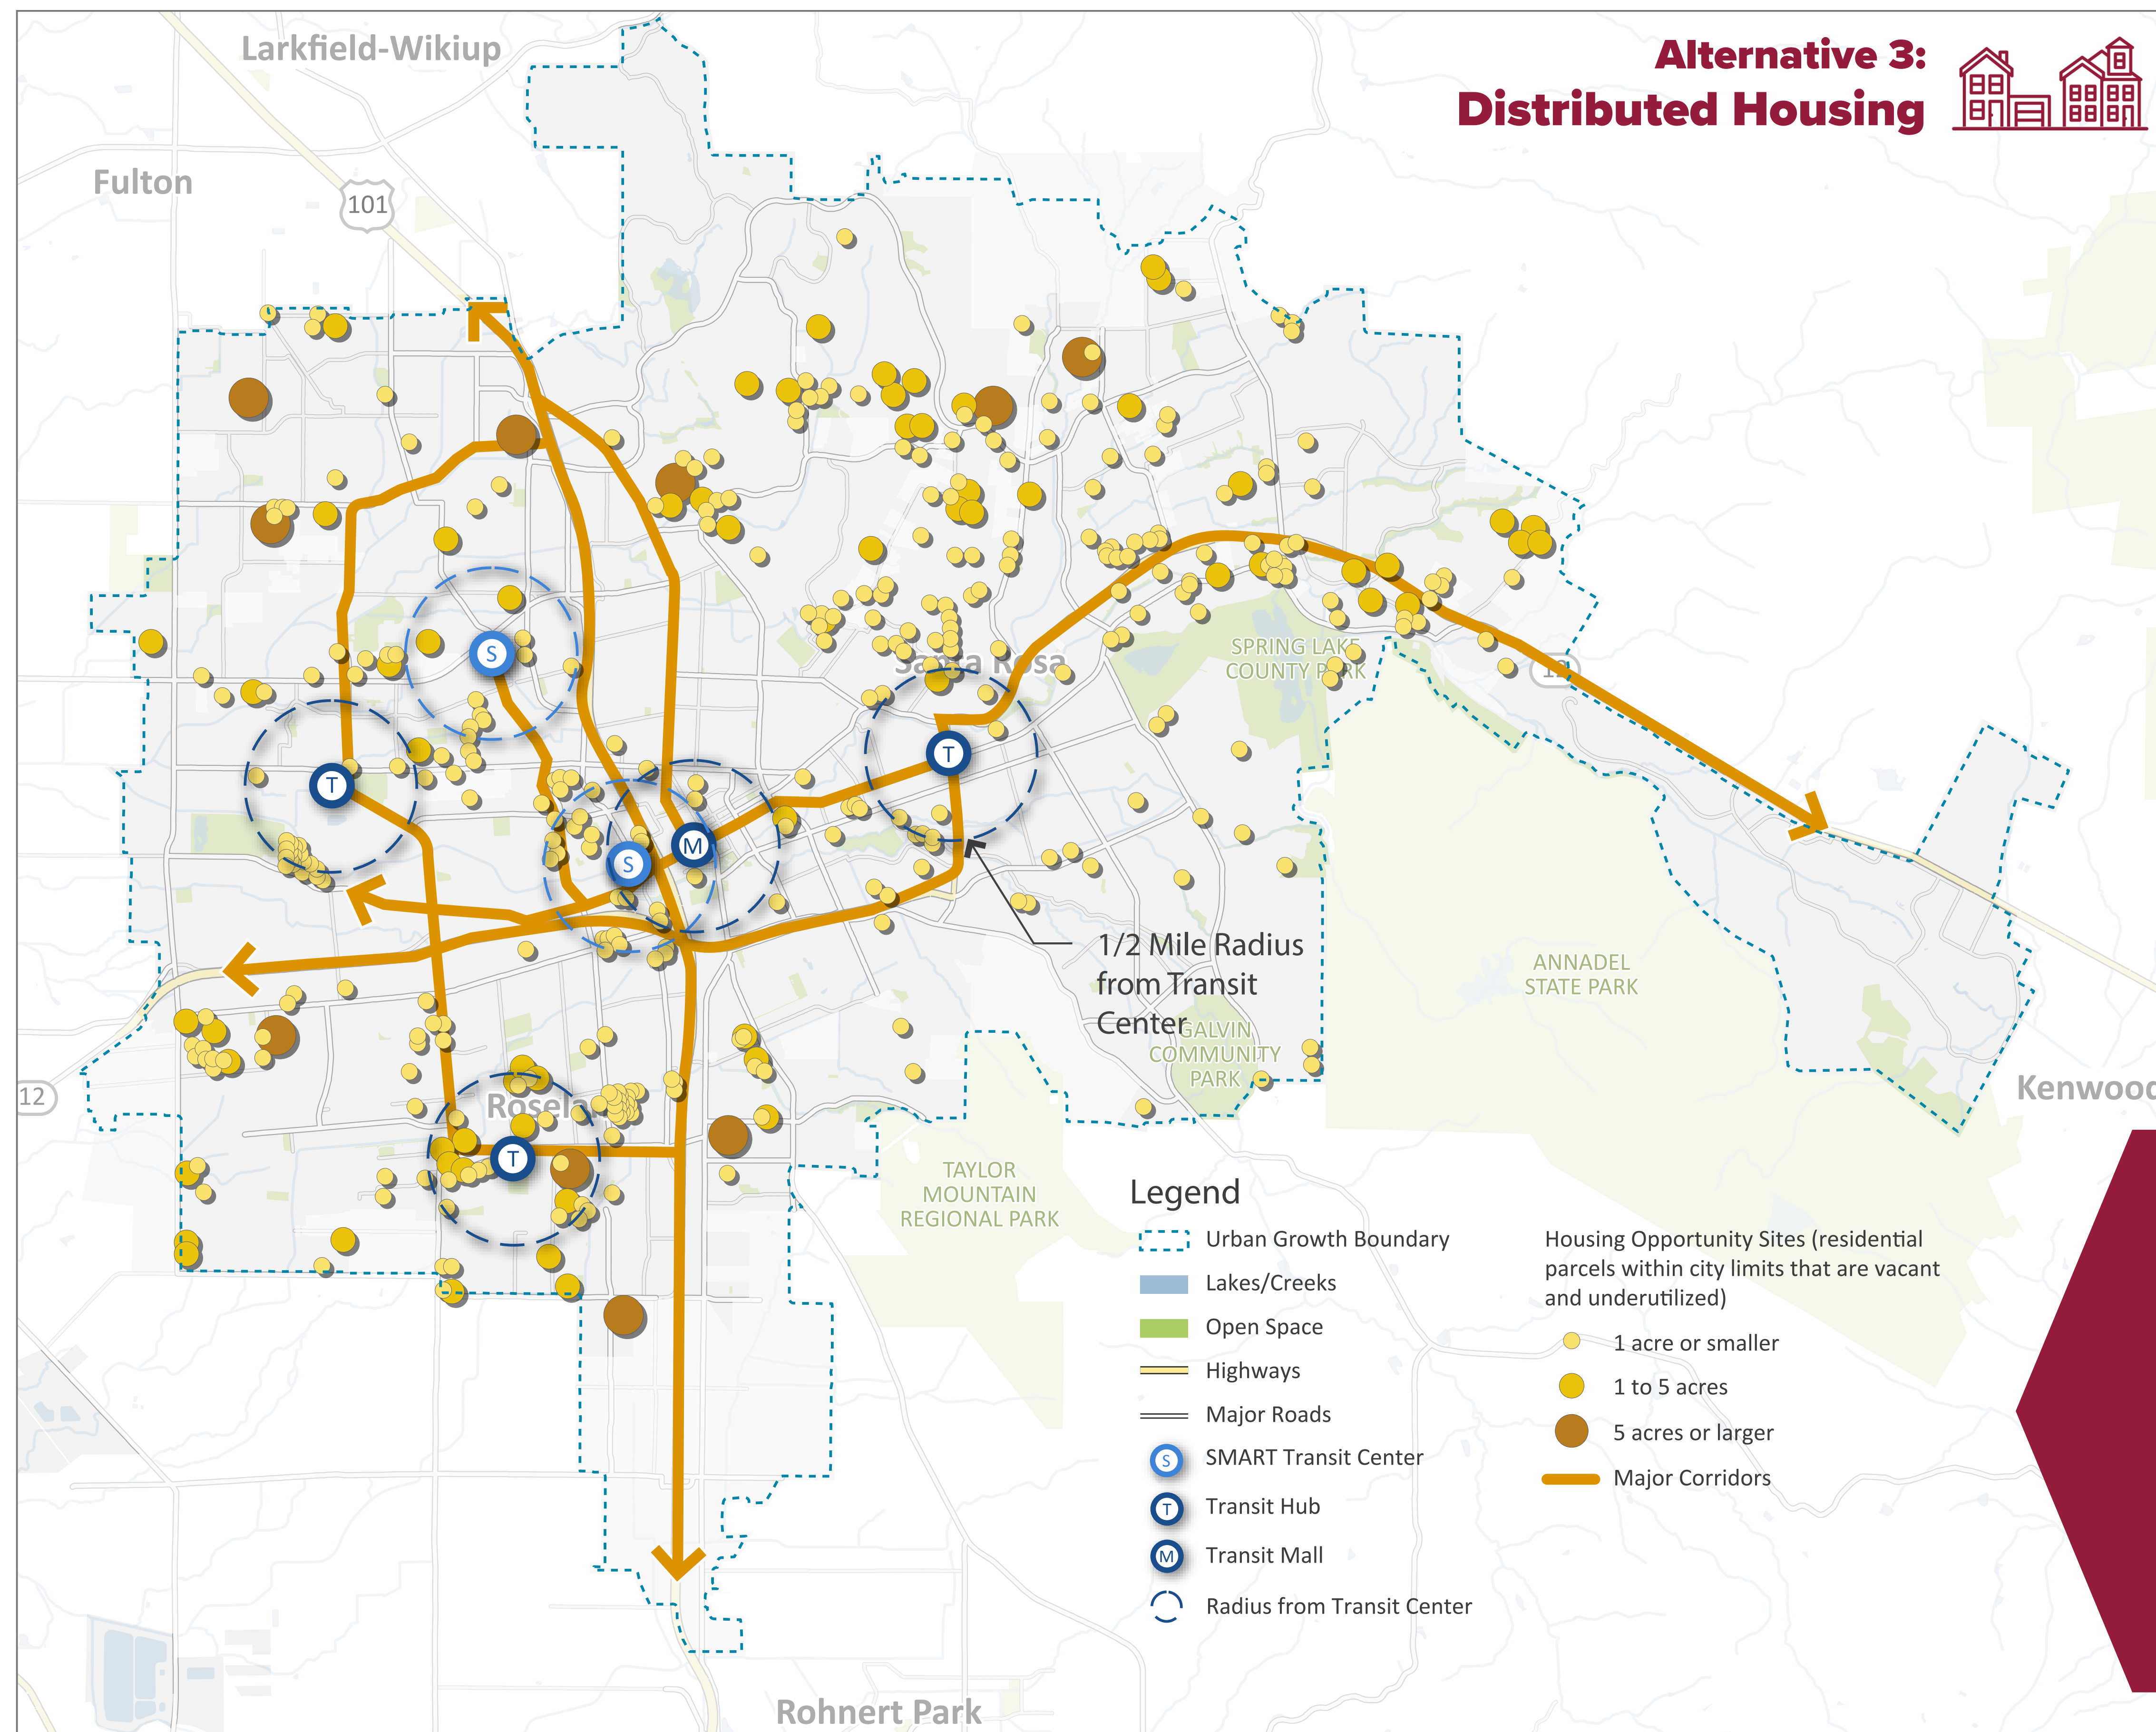 Larkfield-Wikiup
Alternative 3:
Distributed Housing
Fulton
101
SPRING LAKE
COUNTY PARK
Santa Rosa
12
S
T
T
M
S
1/2 Mile Radius
from Transit
Center
ANNADEL
STATE PARK
GALVIN
COMMUNITY
PARK
Kenwood
12
T
TAYLOR
MOUNTAIN
REGIONAL PARK
Legend
Urban Growth Boundary
Lakes/Creeks
Open Space
Highways
Major Roads
S SMART Transit Center
T Transit Hub
M Transit Mall
Radius from Transit Center
Housing Opportunity Sites (residential
parcels within city limits that are vacant
and underutilized)
1 acre or smaller
1 to 5 acres
5 acres or larger
Major Corridors
Rohnert Park